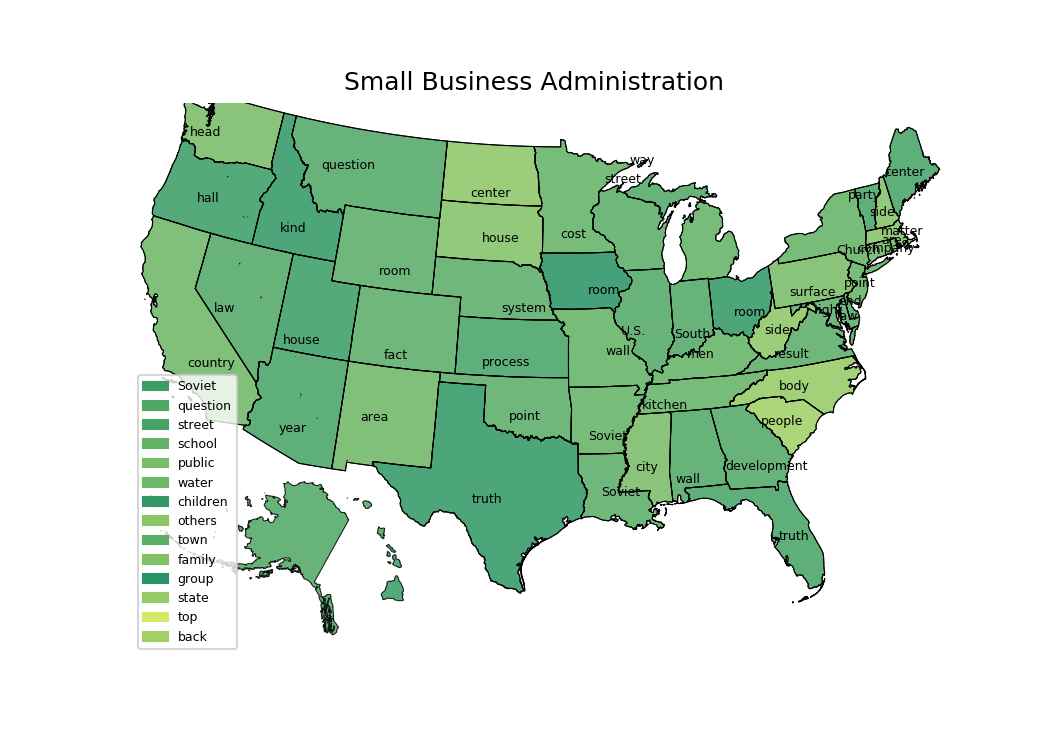 Small Business Administration
head
question
way
street
center
center
party
hall
side
kind
house
cost
matter
area
Church
company
room
room
point
surface
end
law
system
room
right
law
U.S.
South
side
house
wall
men
result
fact
process
country
body
kitchen
area
point
people
year
Soviet
city
development
wall
truth
Soviet
truth
Soviet
question
street
school
public
water
children
others
town
family
group
state
top
back